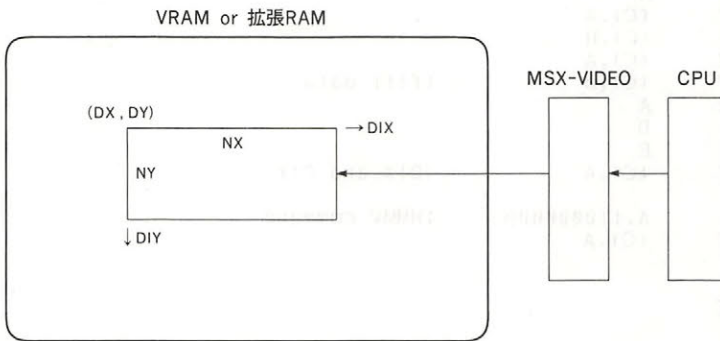 VRAM or 拡張RAM
MSX-VIDEO
CPU
(DX, DY)
→DIX
NX
NY
↓DIY